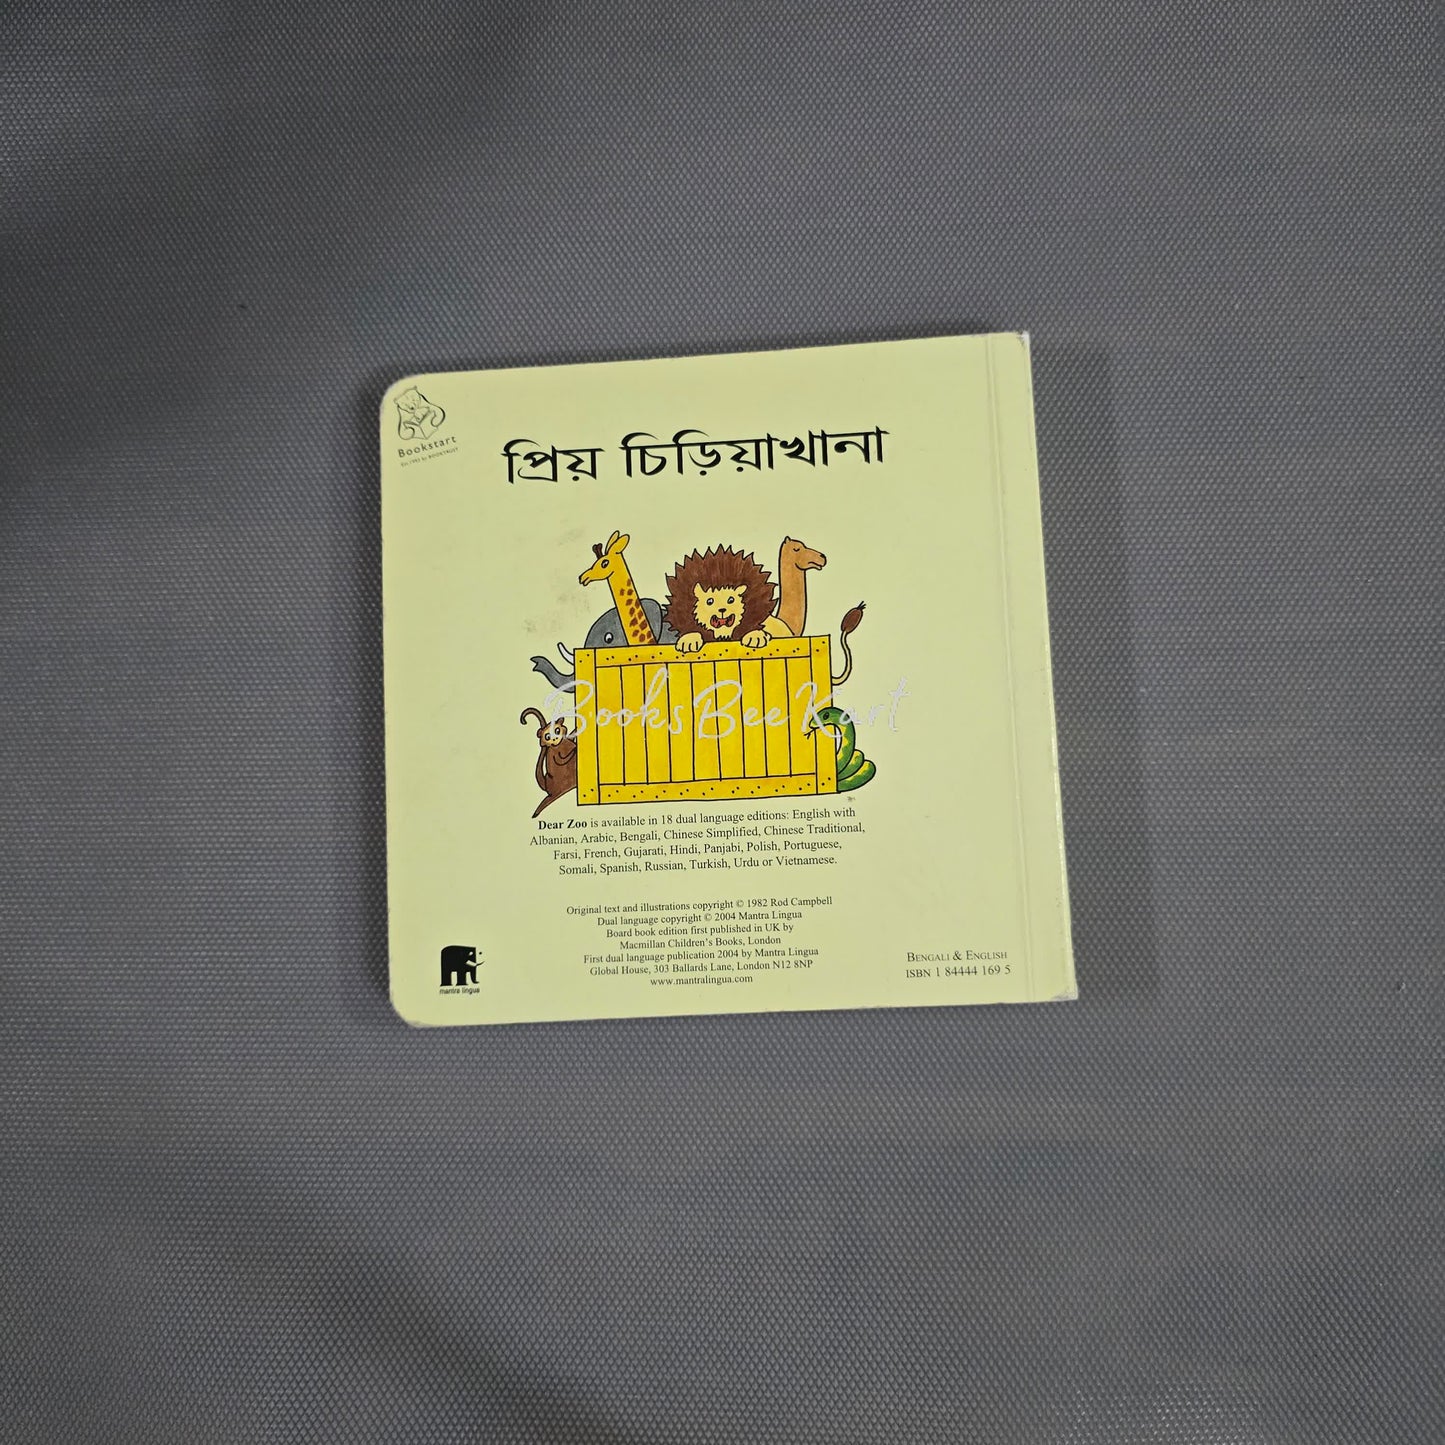 Bookstart
Est. 1992 by BOOKTRUST
প্রিয় চিড়িয়াখানা
BooksBeeKart
Dear Zoo is available in 18 dual language editions: English with
Albanian, Arabic, Bengali, Chinese Simplified, Chinese Traditional,
Farsi, French, Gujarati, Hindi, Panjabi, Polish, Portuguese,
Somali, Spanish, Russian, Turkish, Urdu or Vietnamese.
Original text and illustrations copyright © 1982 Rod Campbell
Dual language copyright © 2004 Mantra Lingua
Board book edition first published in UK by
Macmillan Children's Books, London
First dual language publication 2004 by Mantra Lingua
Global House, 303 Ballards Lane, London N12 8NP
www.mantralingua.com
mantra lingua
BENGALI & ENGLISH
ISBN 1 84444 169 5